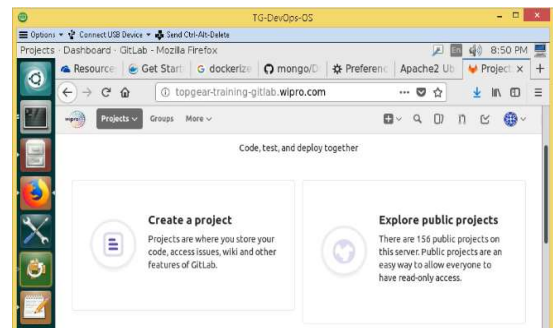 TG-DevOps-OS
Options Connect USB Device Send Ctrl-Alt-Delete
Projects · Dashboard · GitLab - Mozilla Firefox En 8:50 PM
Resource Get Start dockerize mongo/D Preferenc Apache2 Ub Project
topgear-training-gitlab.wipro.com
wipro Projects Groups More
Code, test, and deploy together
Create a project
Projects are where you store your
code, access issues, wiki and other
features of GitLab.
Explore public projects
There are 156 public projects on
this server. Public projects are an
easy way to allow everyone to
have read-only access.